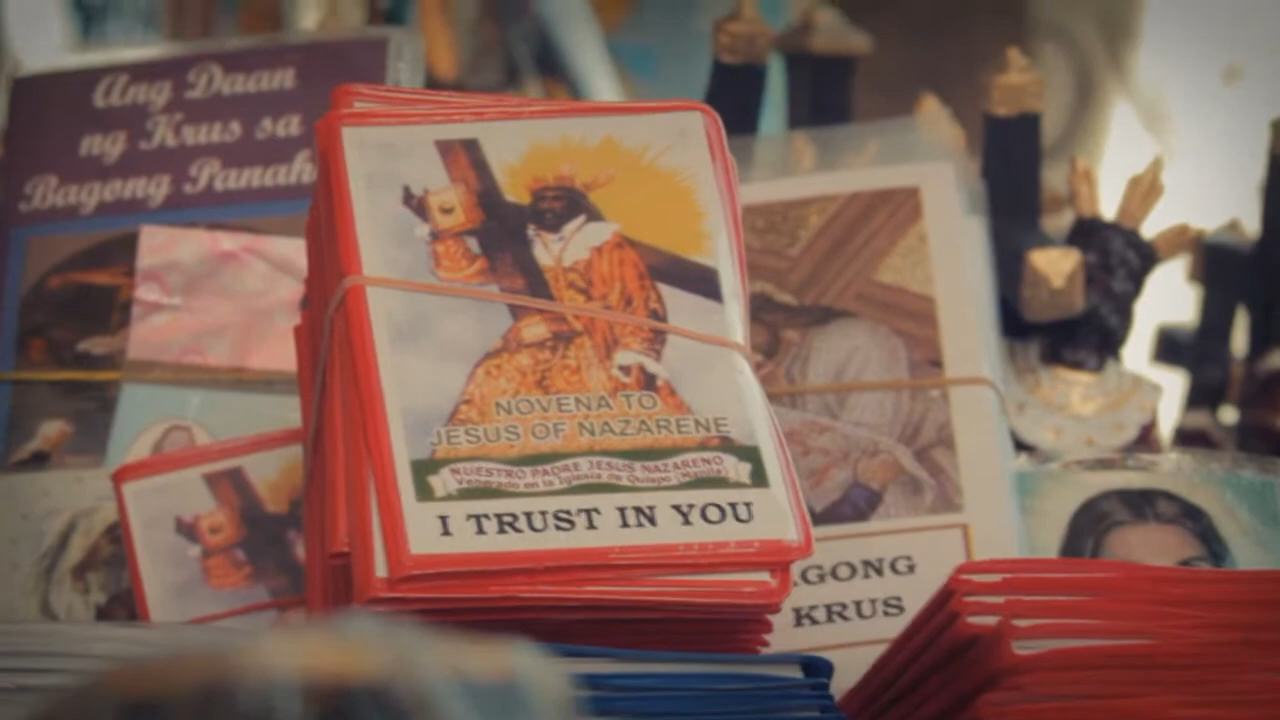 Ang Daan
ng Krus sa
Bagong Panah
NOVENA TO
JESUS OF NAZARENE
NUESTRO PADRE JESUS NAZARENO
Venerado en la Iglesia de Quiapo (Manila)
I TRUST IN YOU
AGONG
KRUS